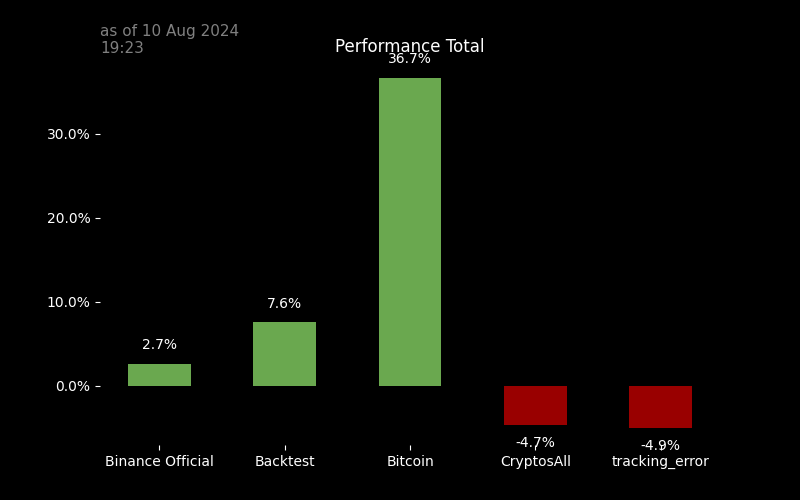 as of 10 Aug 2024
19:23
Performance Total
36.7%
30.0%
20.0%
10.0%
7.6%
2.7%
0.0%
-4.7%
-4.9%
Binance Official
Backtest
Bitcoin
CryptosAll
tracking_error